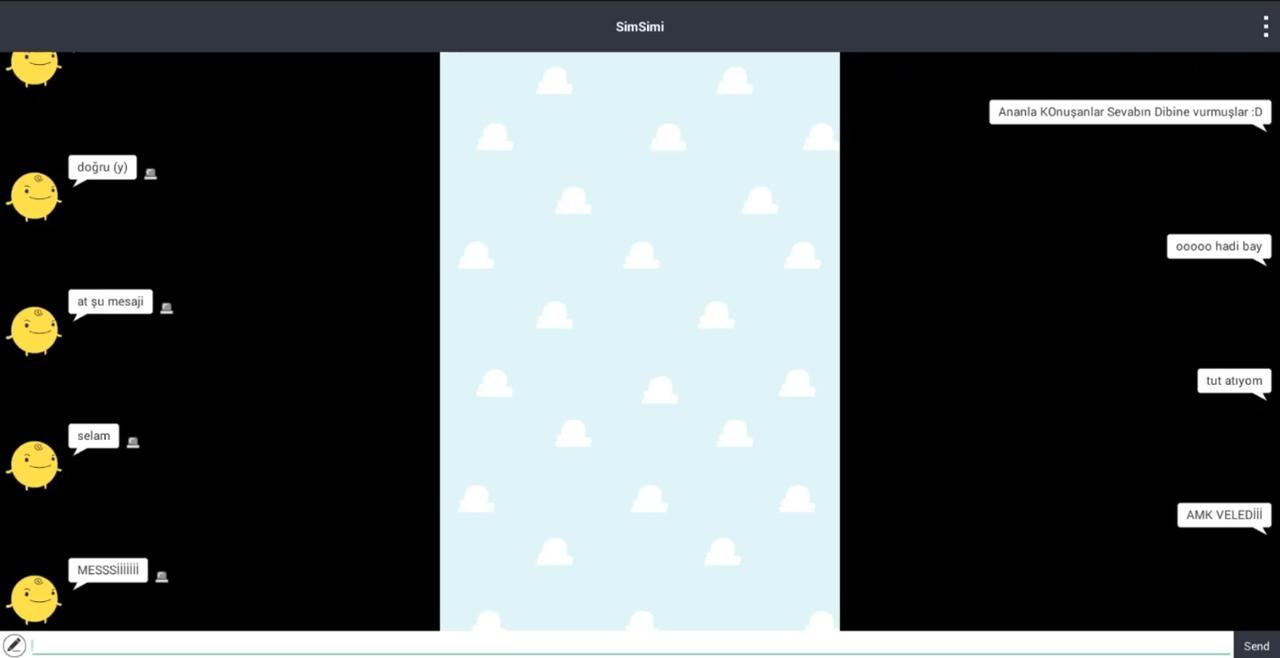 SimSimi
Ananla KOnuşanlar Sevabın Dibine vurmuşlar :D
doğru (y)
ooooo hadi bay
at şu mesaji
tut atıyom
selam
AMK VELEDİİİ
MESSSİİİİİİİ
Send